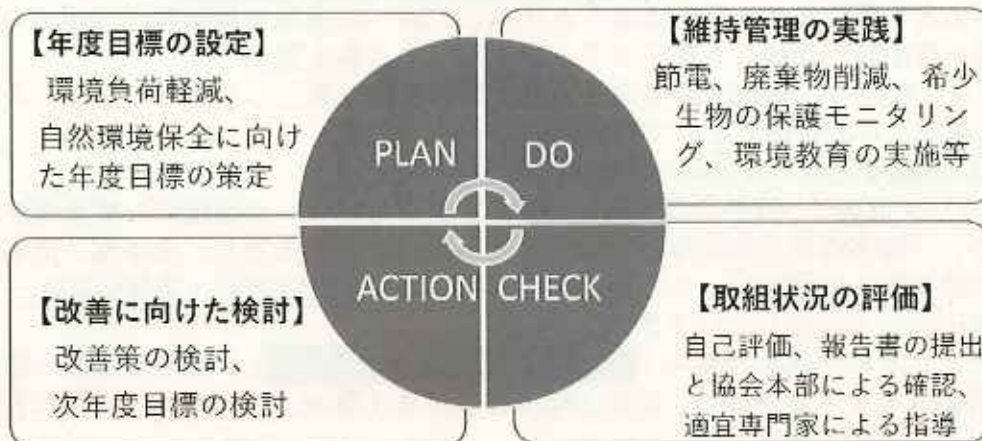 【年度目標の設定】
環境負荷軽減、
自然環境保全に向け
た年度目標の策定
PLAN
DO
【維持管理の実践】
節電、廃棄物削減、希少
生物の保護モニタリン
グ、環境教育の実施等
【改善に向けた検討】
改善策の検討、
次年度目標の検討
ACTION
CHECK
【取組状況の評価】
自己評価、報告書の提出
と協会本部による確認、
適宜専門家による指導